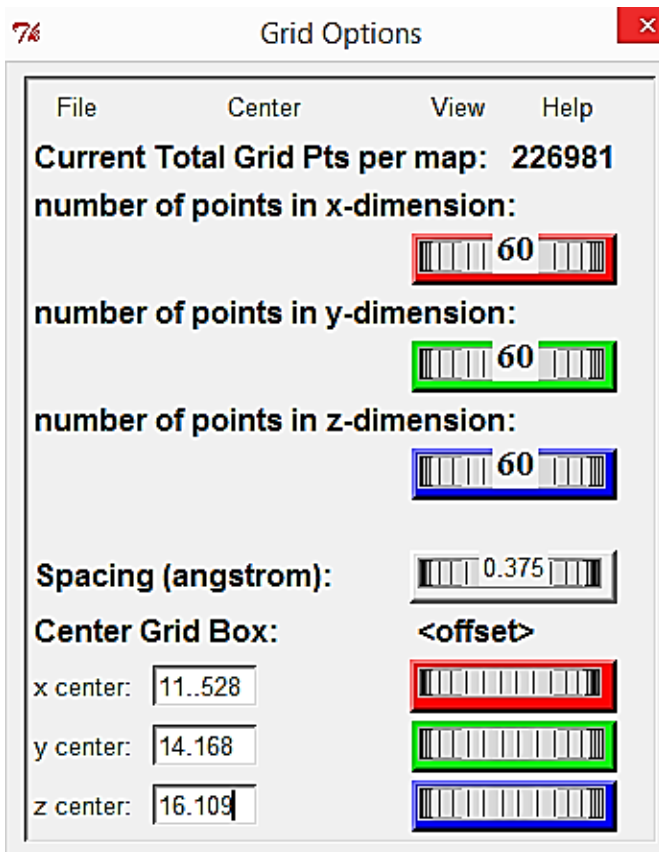 7% Grid Options ×
File Center View Help
Current Total Grid Pts per map: 226981
number of points in x-dimension:
60
number of points in y-dimension:
60
number of points in z-dimension:
60
Spacing (angstrom): 0.375
Center Grid Box: <offset>
x center: 11..528
y center: 14.168
z center: 16.109